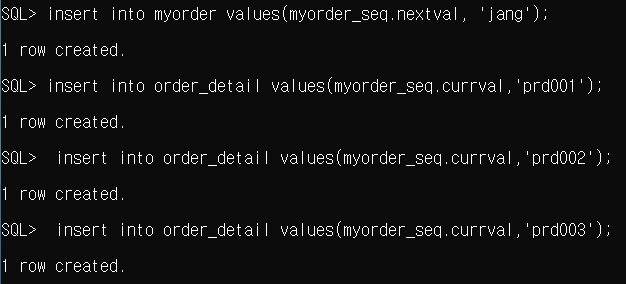 SQL> insert into myorder values(myorder_seq.nextval, 'jang');
1 row created.
SQL> insert into order_detail values(myorder_seq.currval,'prd001');
1 row created.
SQL>  insert into order_detail values(myorder_seq.currval,'prd002');
1 row created.
SQL>  insert into order_detail values(myorder_seq.currval,'prd003');
1 row created.